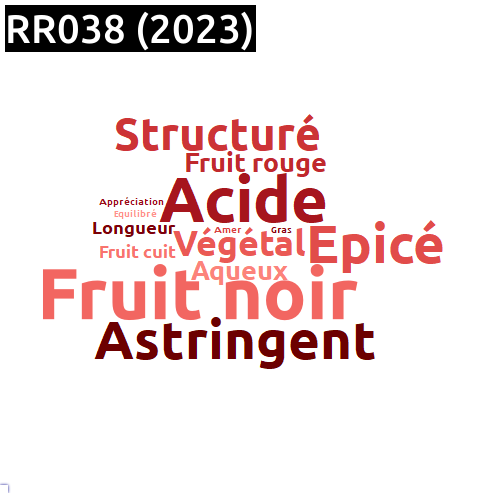 RR038 (2023)
Structuré
Fruit rouge
Acide
Appréciation
Equilibré
Longueur
Amer
Gras
Végétal
Epicé
Fruit cuit
Aqueux
Fruit noir
Astringent